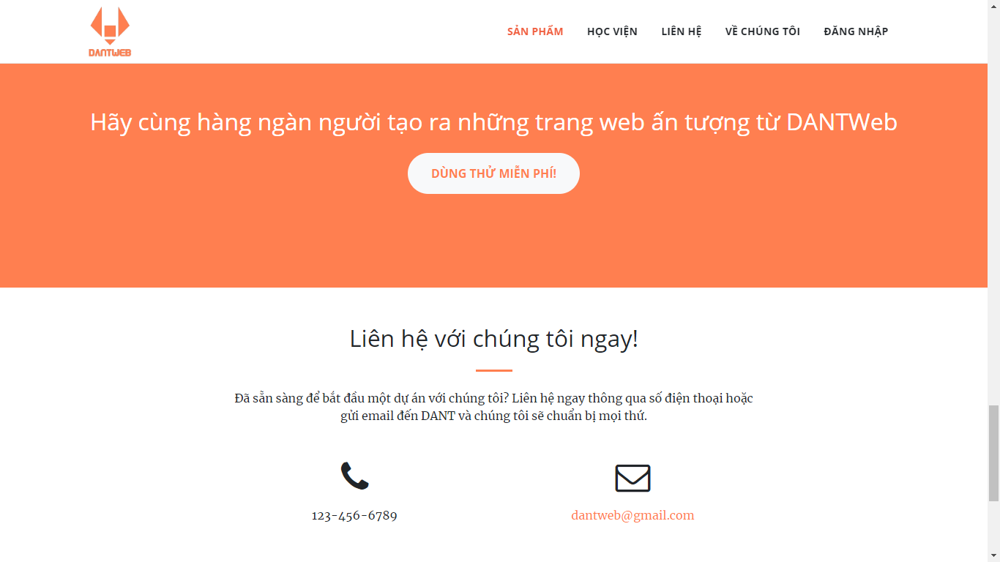 DANTWEB
SẢN PHẨM
HỌC VIỆN
LIÊN HỆ
VỀ CHÚNG TÔI
ĐĂNG NHẬP
Hãy cùng hàng ngàn người tạo ra những trang web ấn tượng từ DANTWeb
DÙNG THỬ MIỄN PHÍ!
Liên hệ với chúng tôi ngay!
Đã sẵn sàng để bắt đầu một dự án với chúng tôi? Liên hệ ngay thông qua số điện thoại hoặc
gửi email đến DANT và chúng tôi sẽ chuẩn bị mọi thứ.
123-456-6789
dantweb@gmail.com